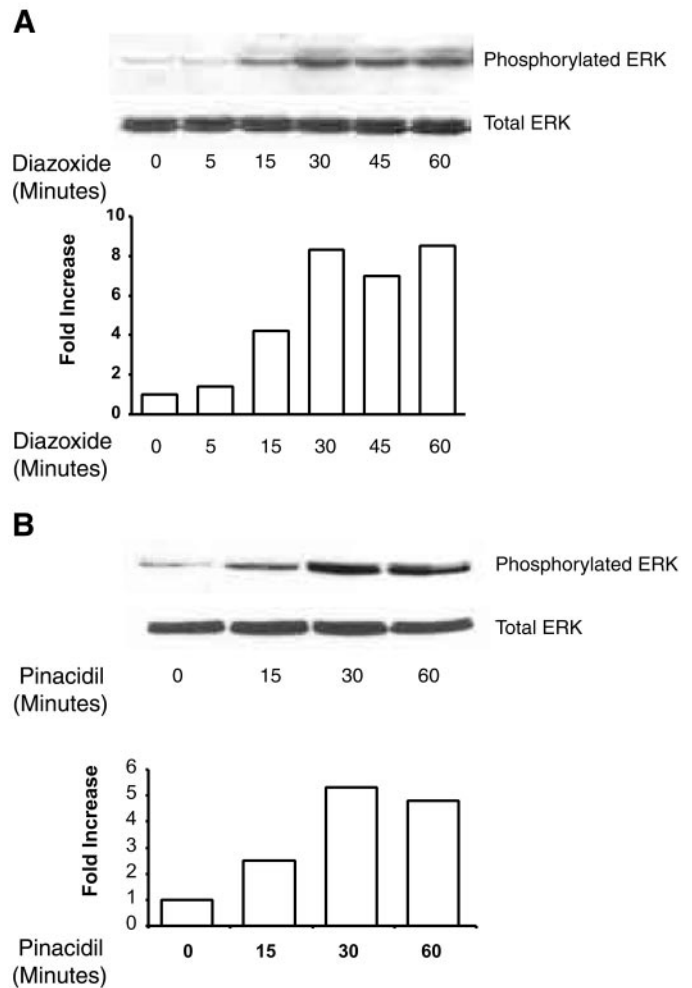 A
Phosphorylated ERK
Total ERK
Diazoxide 0 5 15 30 45 60
(Minutes)
10
8
6
4
2
0
Fold Increase
Diazoxide 0 5 15 30 45 60
(Minutes)
B
Phosphorylated ERK
Total ERK
Pinacidil 0 15 30 60
(Minutes)
6
5
4
3
2
1
0
Fold Increase
Pinacidil 0 15 30 60
(Minutes)